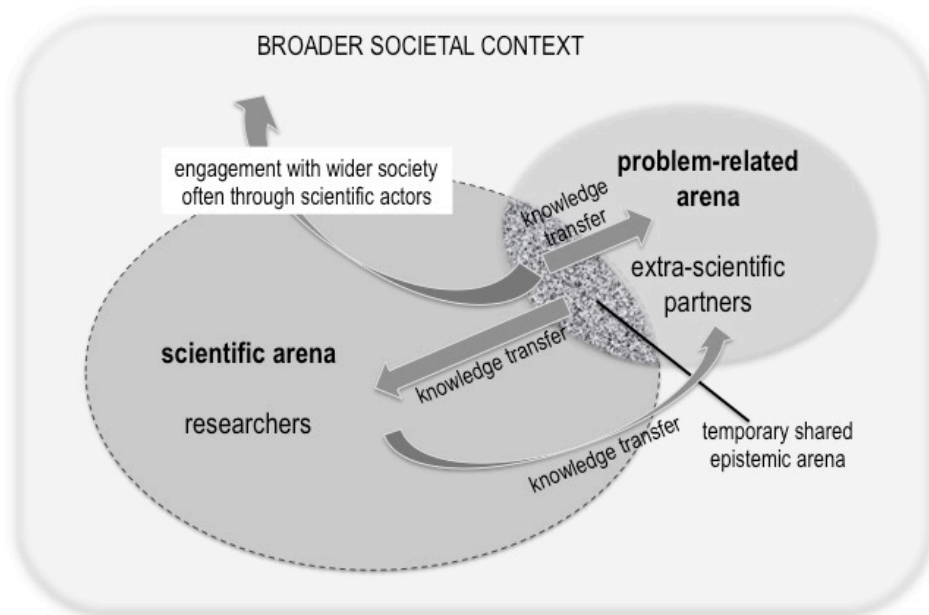 BROADER SOCIETAL CONTEXT
engagement with wider society
often through scientific actors
problem-related
arena
knowledge
transfer
extra-scientific
partners
scientific arena
knowledge transfer
researchers
knowledge transfer
temporary shared
epistemic arena